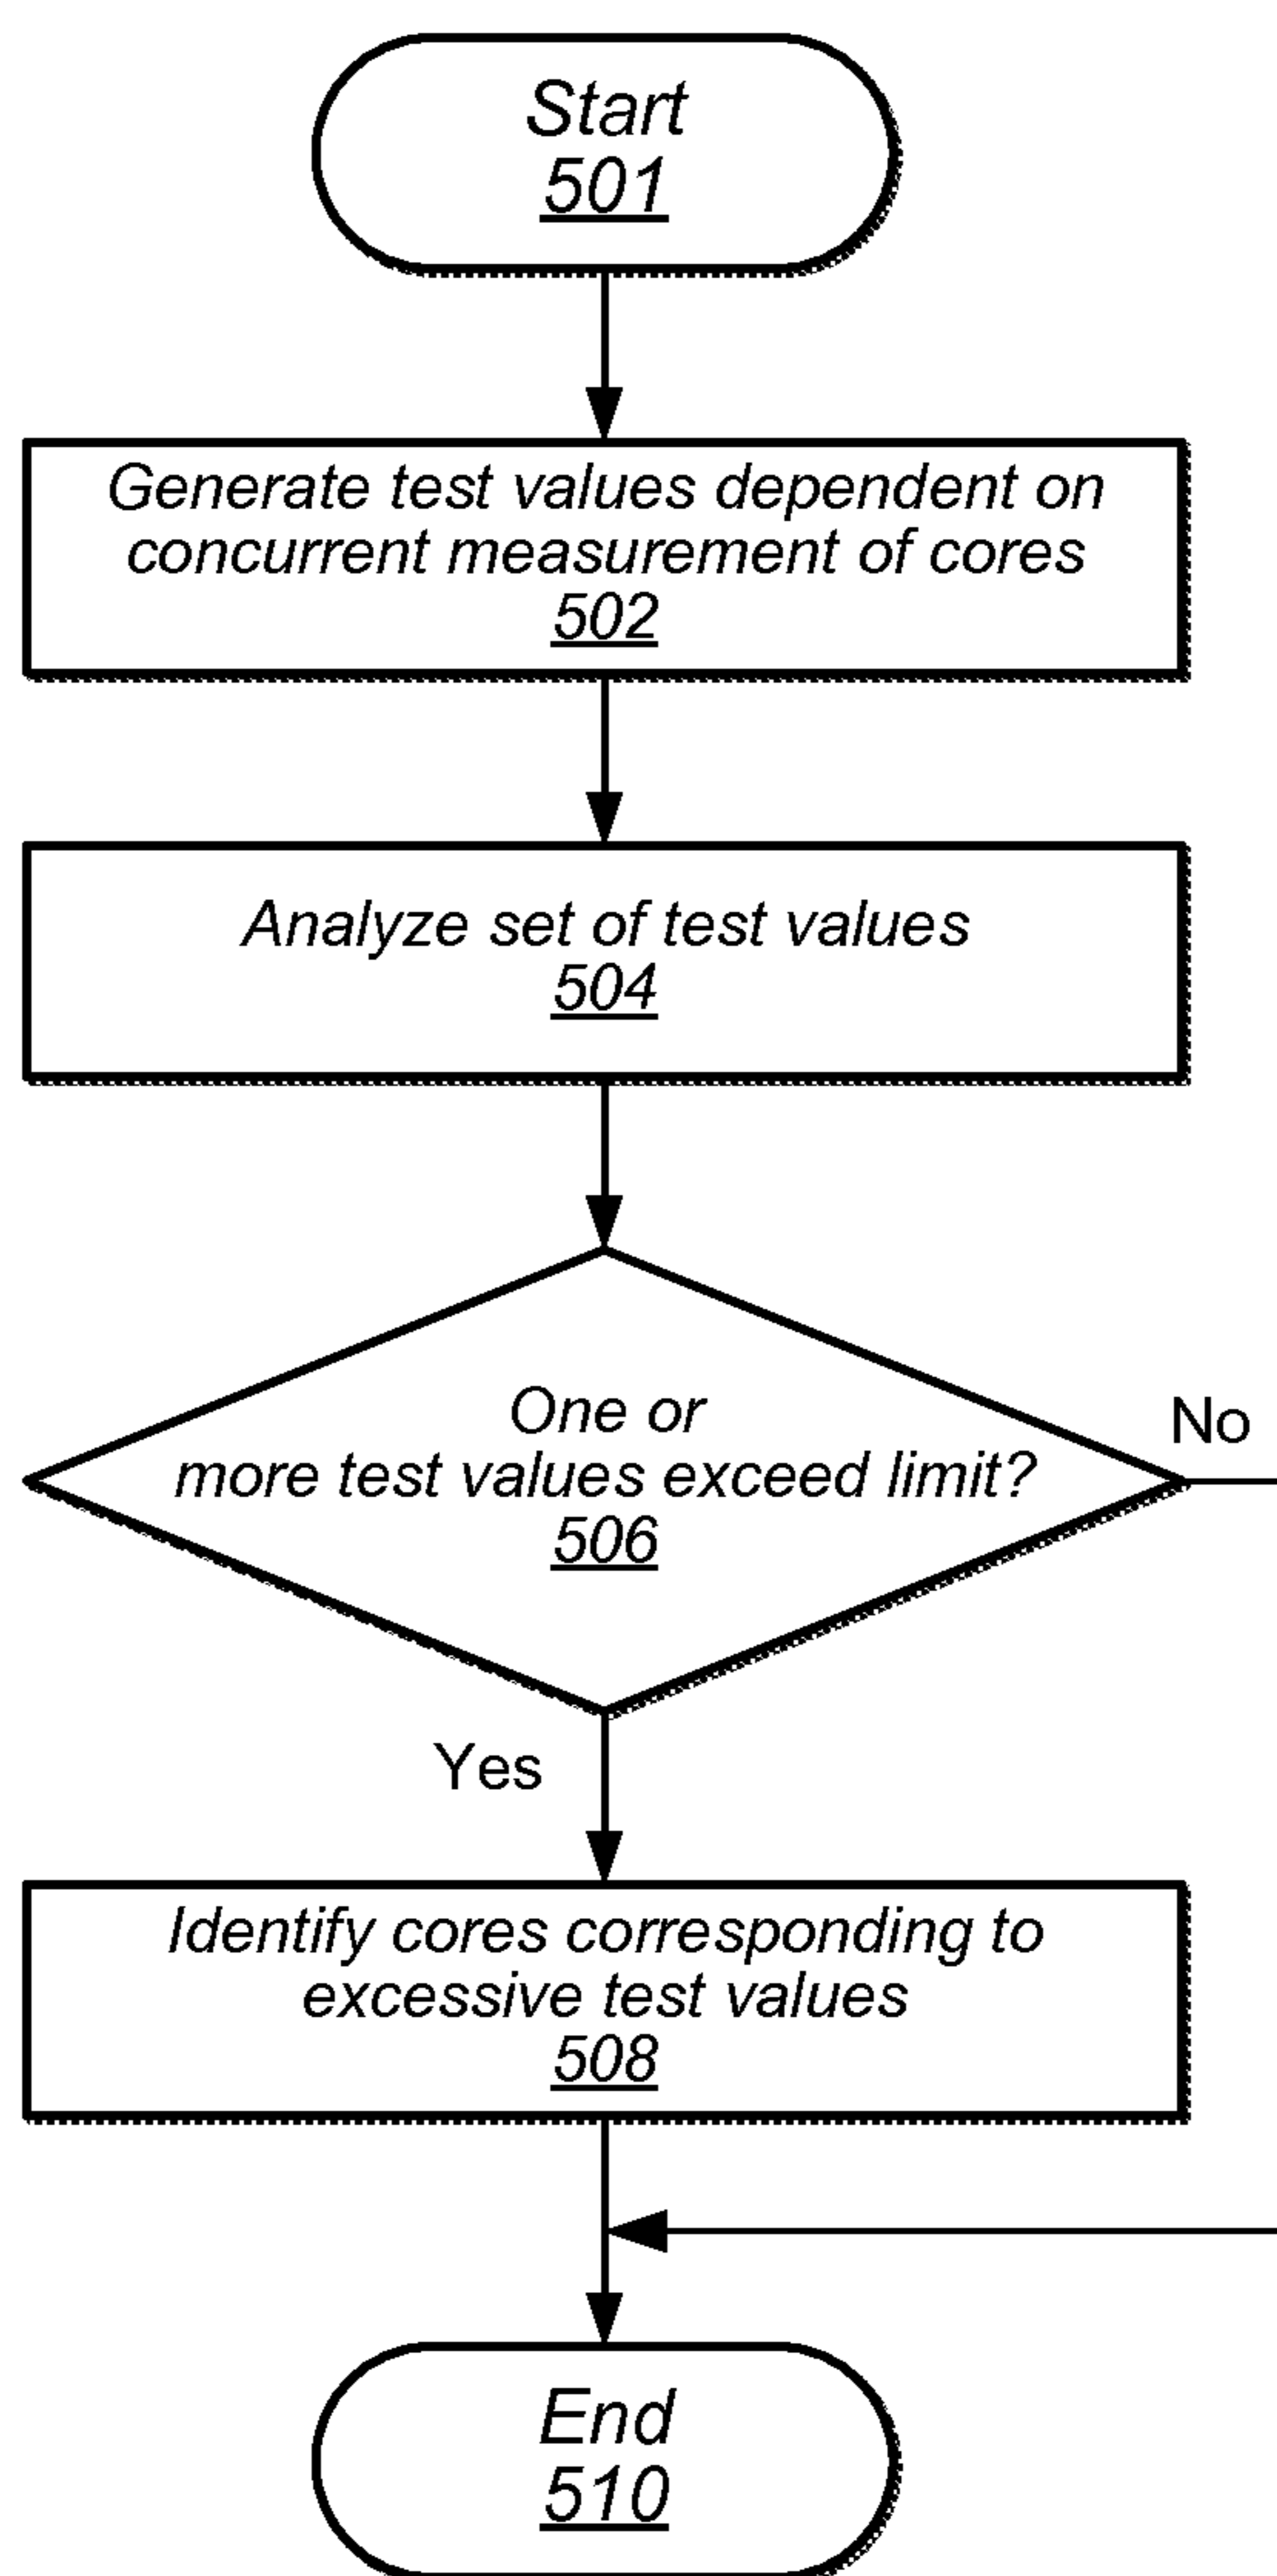 Start
501
Generate test values dependent on
concurrent measurement of cores
502
Analyze set of test values
504
One or
more test values exceed limit?
506
No
Yes
Identify cores corresponding to
excessive test values
508
End
510